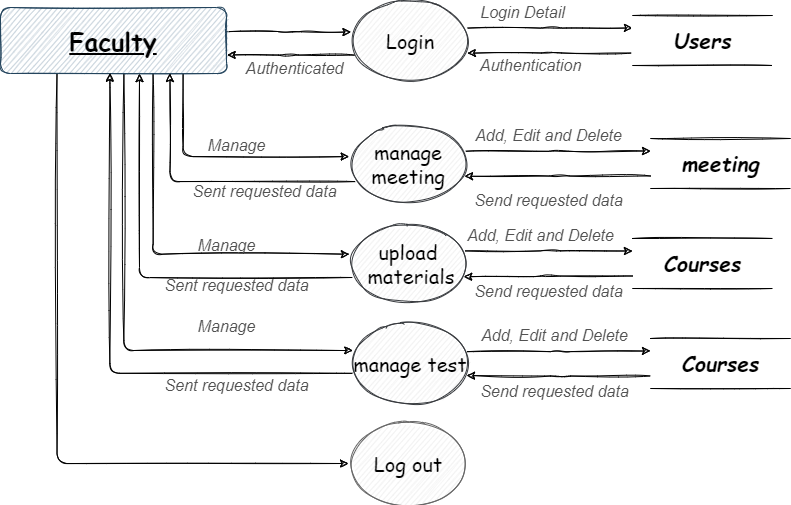 Faculty
Login
Login Detail
Users
Authenticated
Authentication
Manage
manage
meeting
Add, Edit and Delete
meeting
Sent requested data
Send requested data
Manage
upload
materials
Add, Edit and Delete
Courses
Sent requested data
Send requested data
Manage
manage test
Add, Edit and Delete
Courses
Sent requested data
Send requested data
Log out